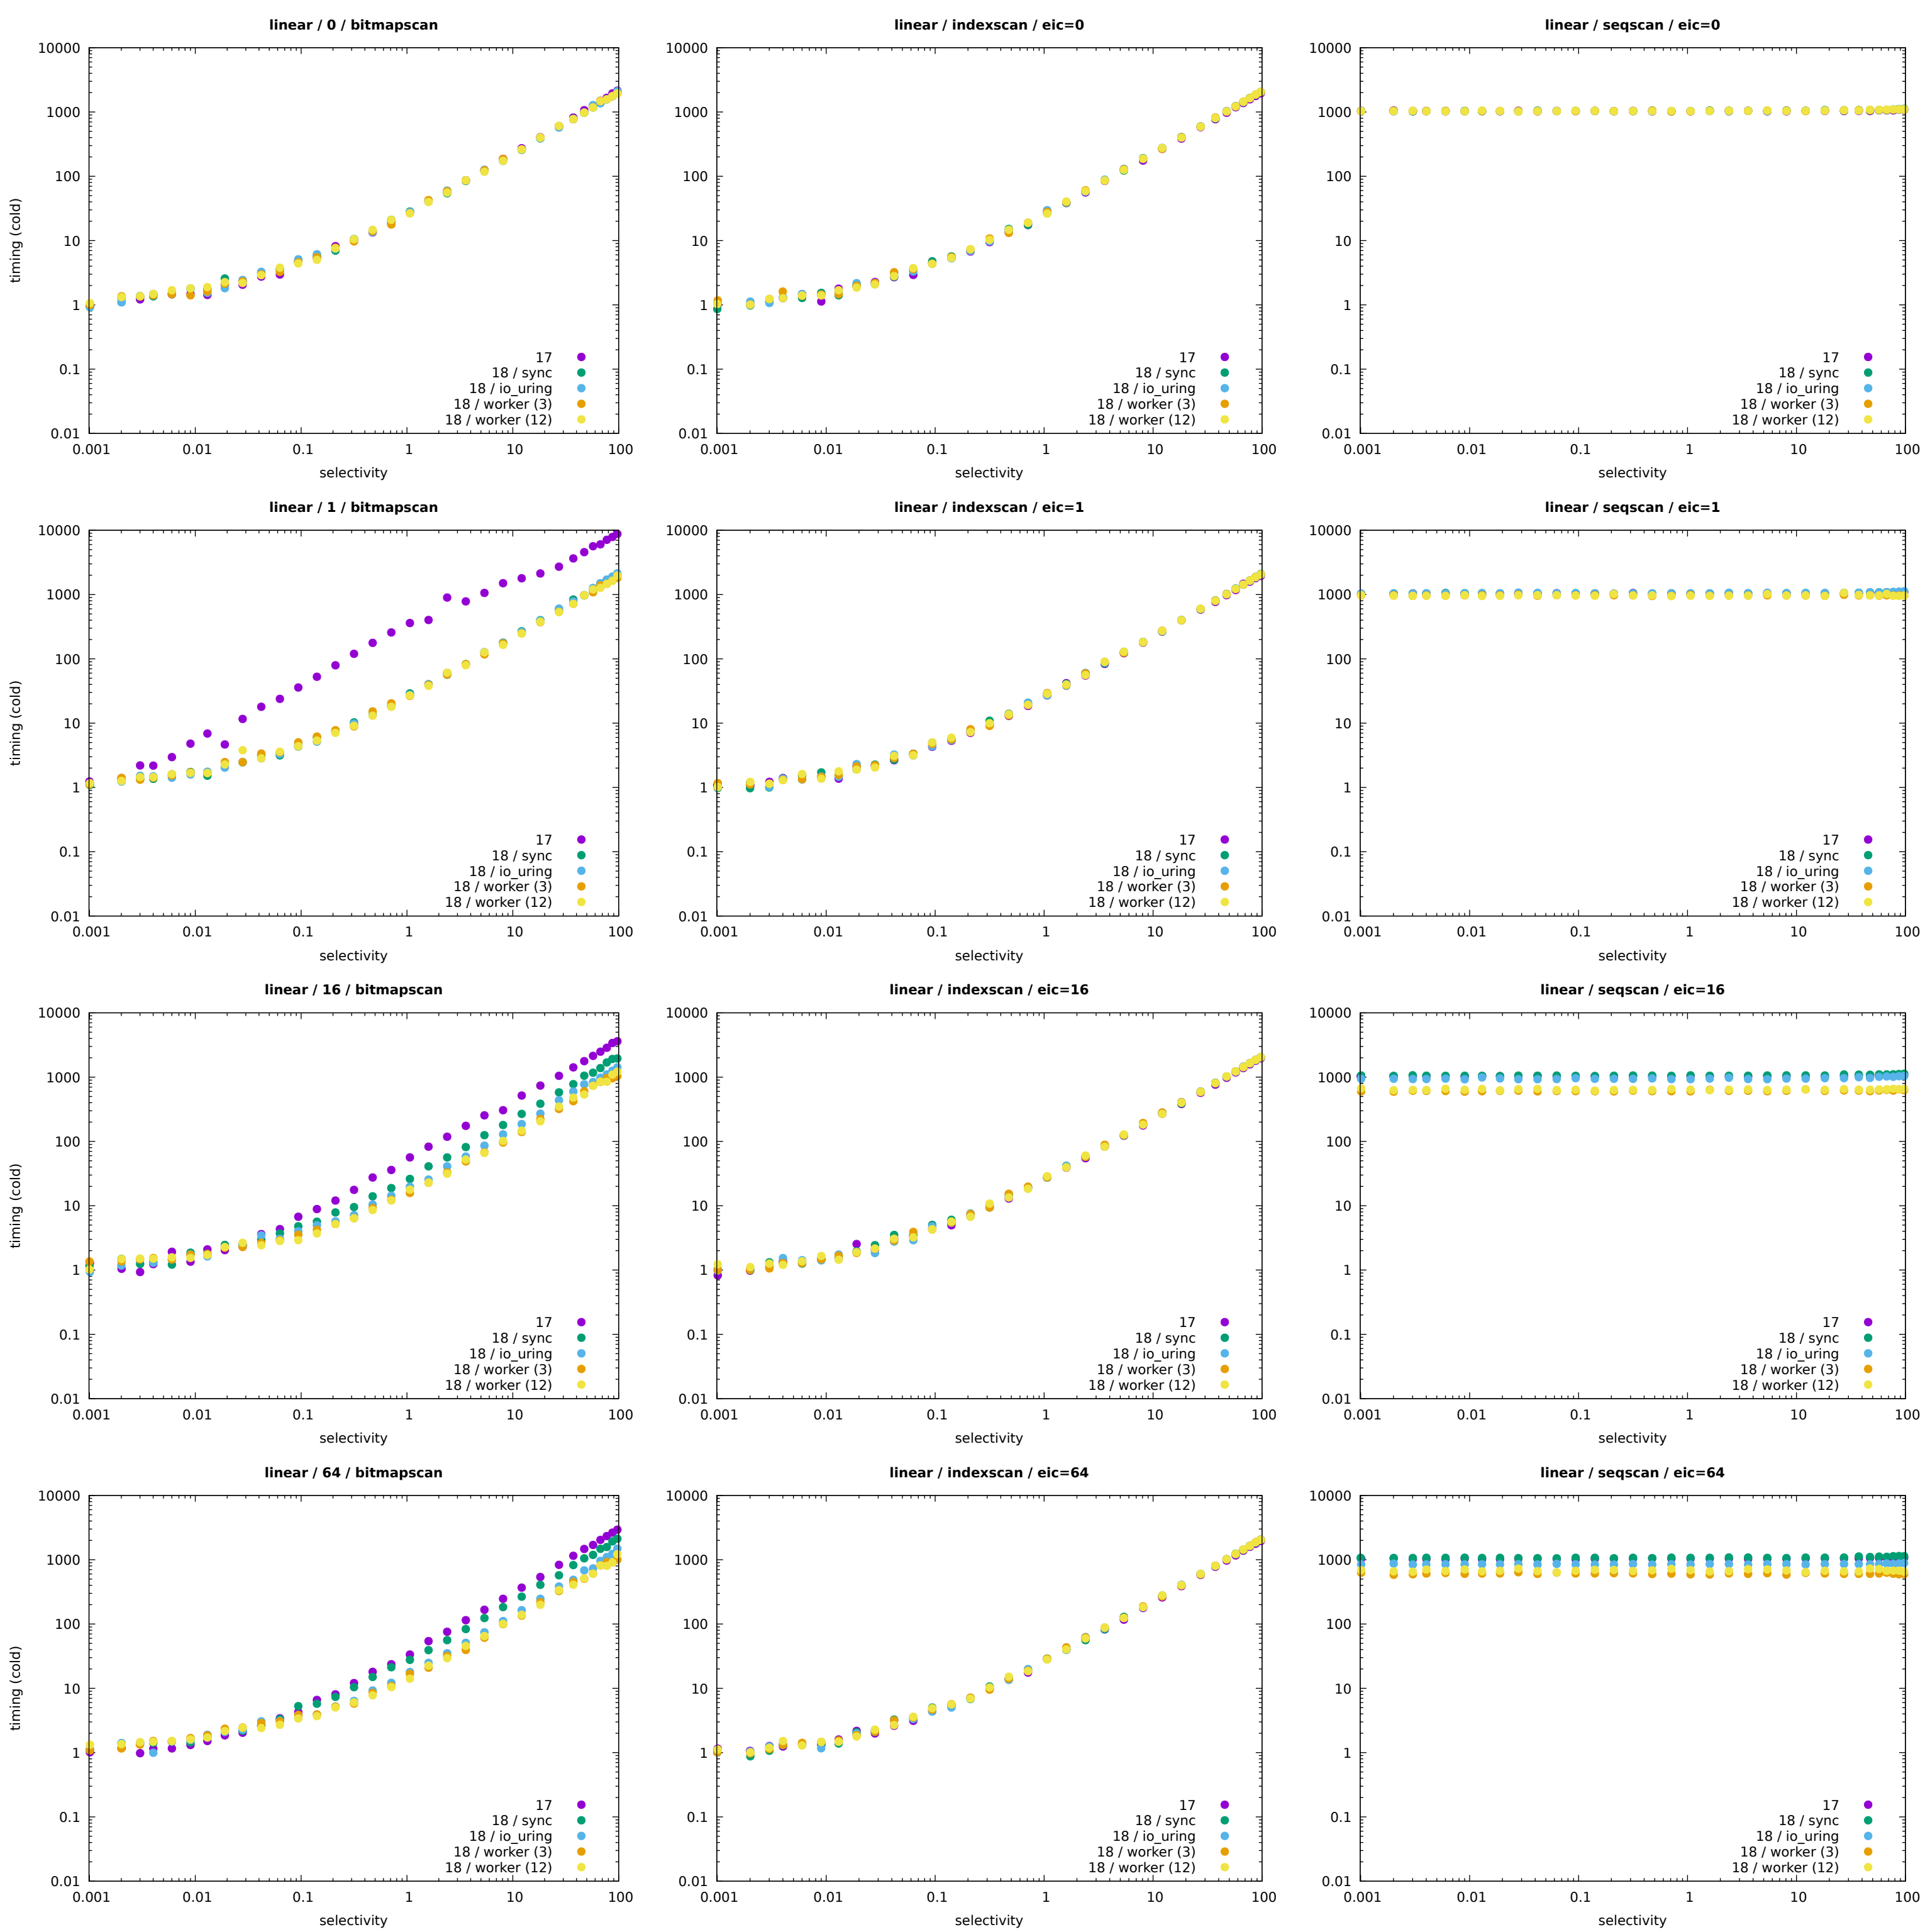 linear / 0 / bitmapscan
10000
1000
100
10
1
0.1
0.01
timing (cold)
17
18 / sync
18 / io_uring
18 / worker (3)
18 / worker (12)
0.001 0.01 0.1 1 10 100
selectivity
linear / indexscan / eic=0
10000
1000
100
10
1
0.1
0.01
17
18 / sync
18 / io_uring
18 / worker (3)
18 / worker (12)
0.001 0.01 0.1 1 10 100
selectivity
linear / seqscan / eic=0
10000
1000
100
10
1
0.1
0.01
17
18 / sync
18 / io_uring
18 / worker (3)
18 / worker (12)
0.001 0.01 0.1 1 10 100
selectivity
linear / 1 / bitmapscan
10000
1000
100
10
1
0.1
0.01
timing (cold)
17
18 / sync
18 / io_uring
18 / worker (3)
18 / worker (12)
0.001 0.01 0.1 1 10 100
selectivity
linear / indexscan / eic=1
10000
1000
100
10
1
0.1
0.01
17
18 / sync
18 / io_uring
18 / worker (3)
18 / worker (12)
0.001 0.01 0.1 1 10 100
selectivity
linear / seqscan / eic=1
10000
1000
100
10
1
0.1
0.01
17
18 / sync
18 / io_uring
18 / worker (3)
18 / worker (12)
0.001 0.01 0.1 1 10 100
selectivity
linear / 16 / bitmapscan
10000
1000
100
10
1
0.1
0.01
timing (cold)
17
18 / sync
18 / io_uring
18 / worker (3)
18 / worker (12)
0.001 0.01 0.1 1 10 100
selectivity
linear / indexscan / eic=16
10000
1000
100
10
1
0.1
0.01
17
18 / sync
18 / io_uring
18 / worker (3)
18 / worker (12)
0.001 0.01 0.1 1 10 100
selectivity
linear / seqscan / eic=16
10000
1000
100
10
1
0.1
0.01
17
18 / sync
18 / io_uring
18 / worker (3)
18 / worker (12)
0.001 0.01 0.1 1 10 100
selectivity
linear / 64 / bitmapscan
10000
1000
100
10
1
0.1
0.01
timing (cold)
17
18 / sync
18 / io_uring
18 / worker (3)
18 / worker (12)
0.001 0.01 0.1 1 10 100
selectivity
linear / indexscan / eic=64
10000
1000
100
10
1
0.1
0.01
17
18 / sync
18 / io_uring
18 / worker (3)
18 / worker (12)
0.001 0.01 0.1 1 10 100
selectivity
linear / seqscan / eic=64
10000
1000
100
10
1
0.1
0.01
17
18 / sync
18 / io_uring
18 / worker (3)
18 / worker (12)
0.001 0.01 0.1 1 10 100
selectivity